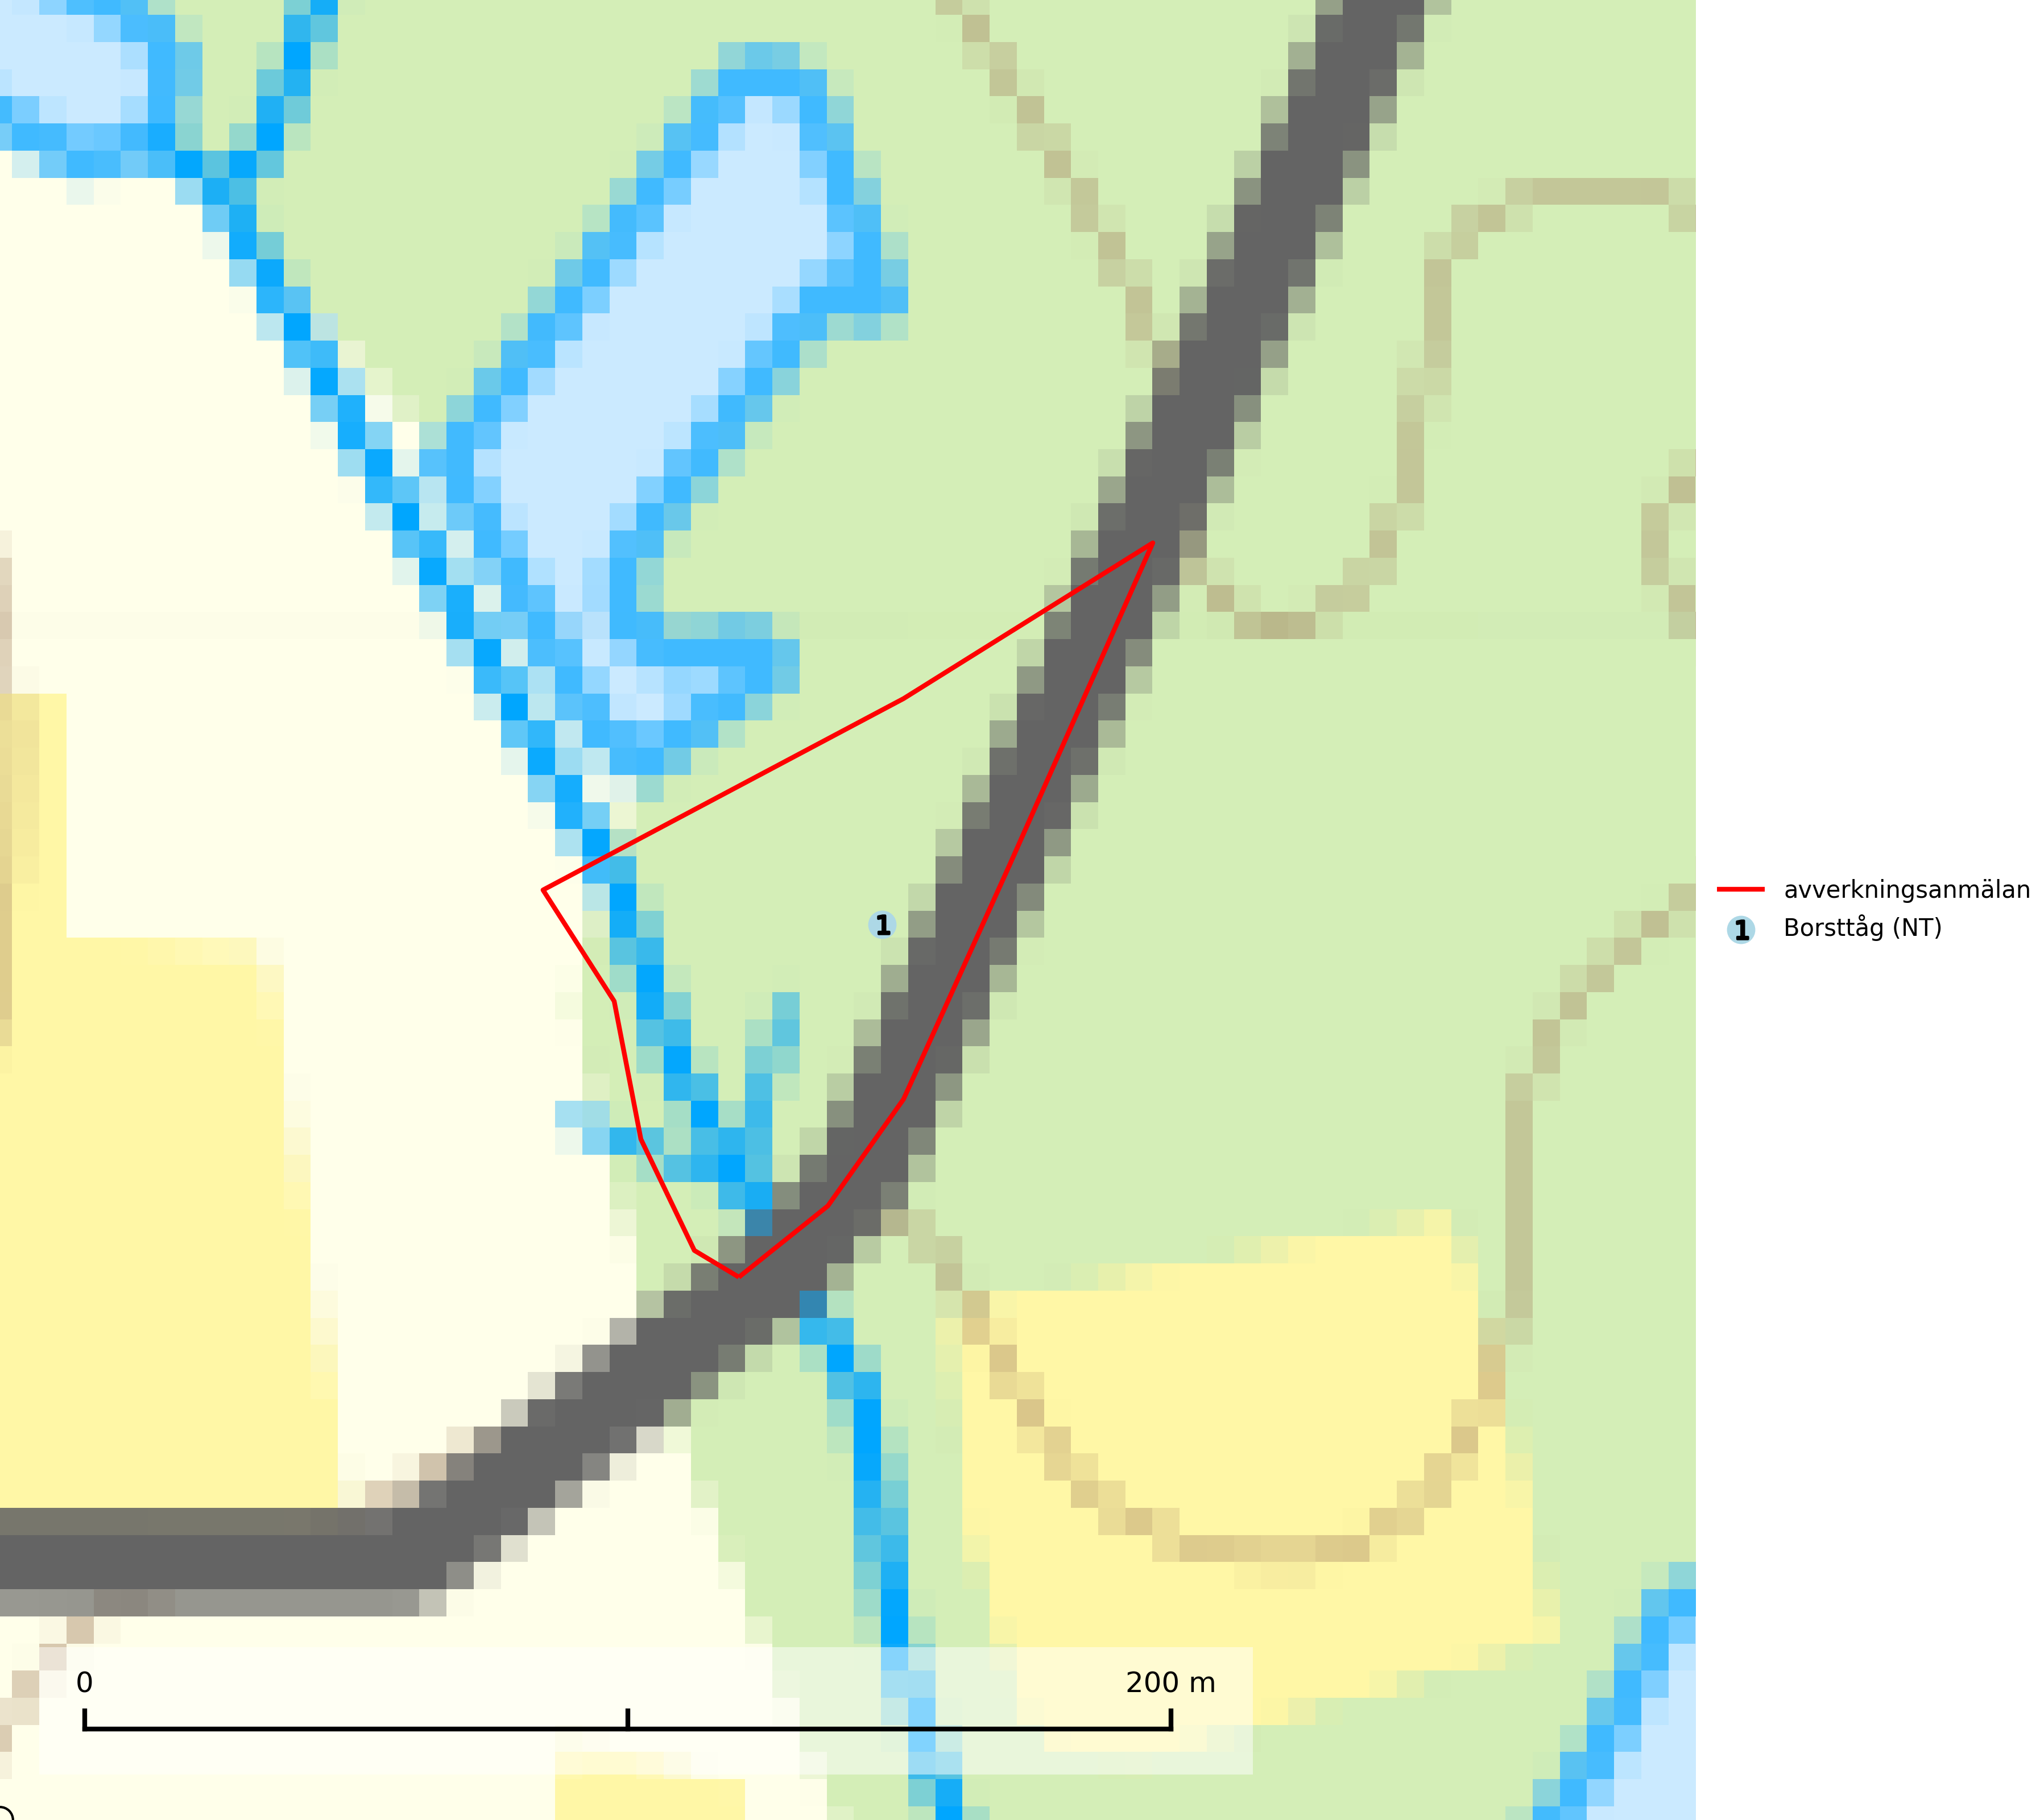 1
avverkningsanmälan
1 Borsttåg (NT)
0 200 m